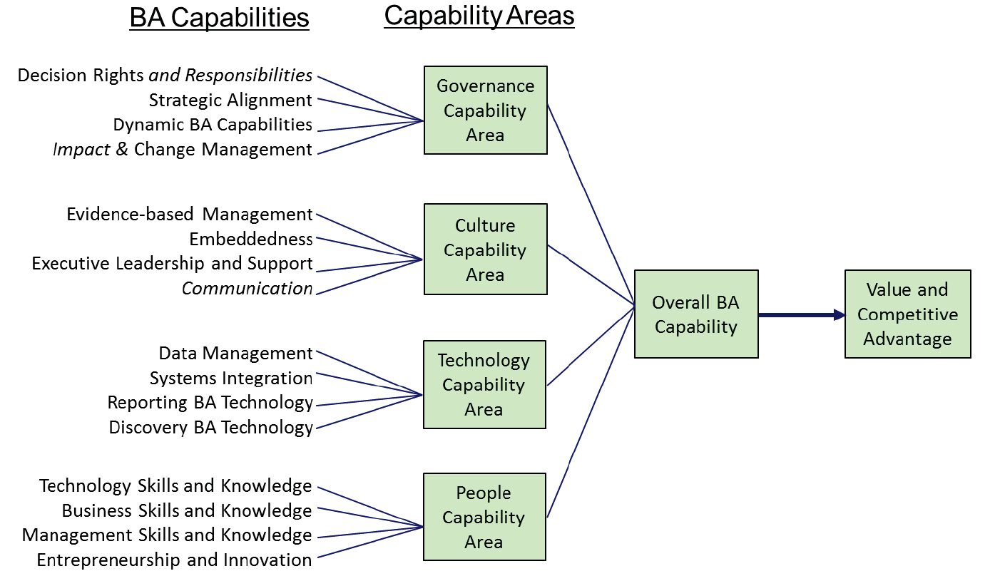 BA Capabilities
Capability Areas
Decision Rights and Responsibilities
Strategic Alignment
Dynamic BA Capabilities
Impact & Change Management
Governance
Capability
Area
Evidence-based Management
Embeddedness
Executive Leadership and Support
Communication
Culture
Capability
Area
Data Management
Systems Integration
Reporting BA Technology
Discovery BA Technology
Technology
Capability
Area
Technology Skills and Knowledge
Business Skills and Knowledge
Management Skills and Knowledge
Entrepreneurship and Innovation
People
Capability
Area
Overall BA
Capability
Value and
Competitive
Advantage